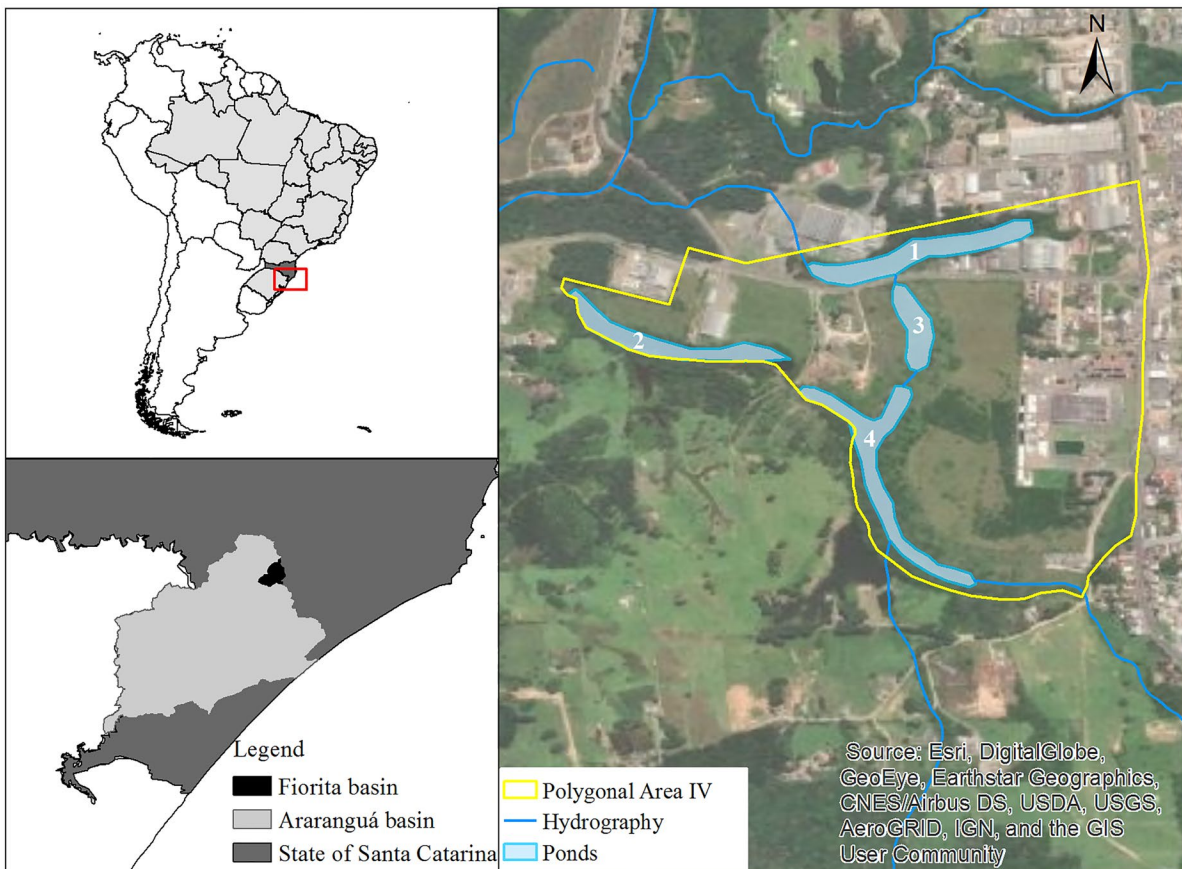 N
1
2
3
4
Legend
Fiorita basin
Araranguá basin
State of Santa Catarina
Polygonal Area IV
Hydrography
Ponds
Source: Esri, DigitalGlobe,
GeoEye, Earthstar Geographics,
CNES/Airbus DS, USDA, USGS,
AeroGRID, IGN, and the GIS
User Community